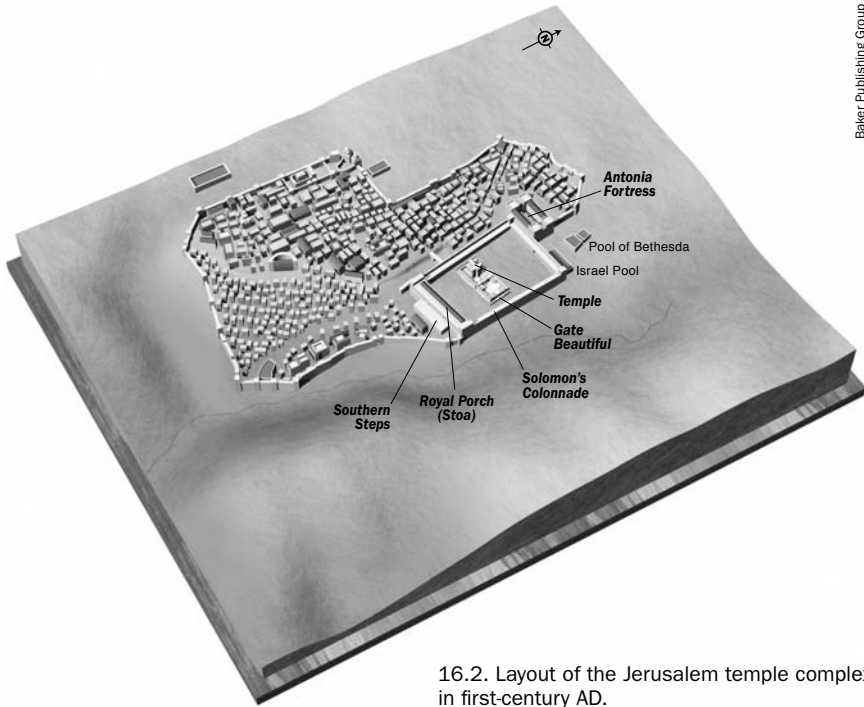 Baker Publishing Group
N
Antonia
Fortress
Pool of Bethesda
Israel Pool
Temple
Gate
Beautiful
Solomon's
Colonnade
Royal Porch
(Stoa)
Southern
Steps
16.2. Layout of the Jerusalem temple complex
in first-century AD.